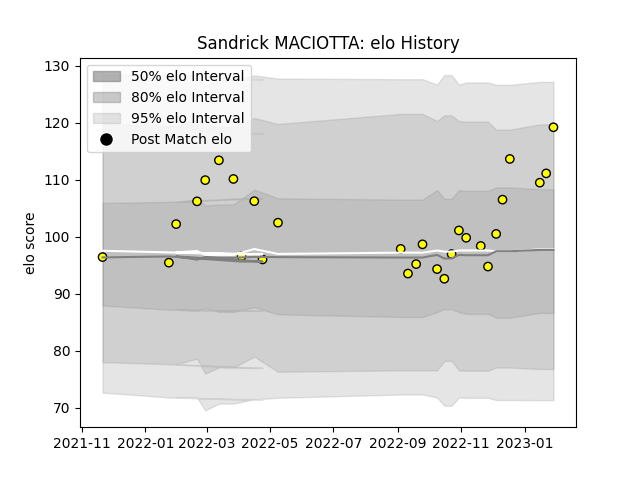 Sandrick MACIOTTA: elo History
130
120
110
100
90
80
70
elo score
50% elo Interval
80% elo Interval
95% elo Interval
Post Match elo
2021-11 2022-01 2022-03 2022-05 2022-07 2022-09 2022-11 2023-01